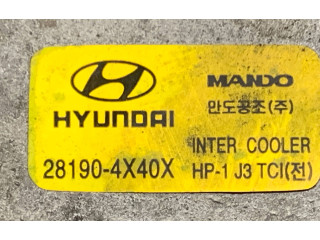 HYUNDAI
MANDO
만도공조(주)
28190-4X40X
INTER COOLER
HP-1 J3 TCI(전)